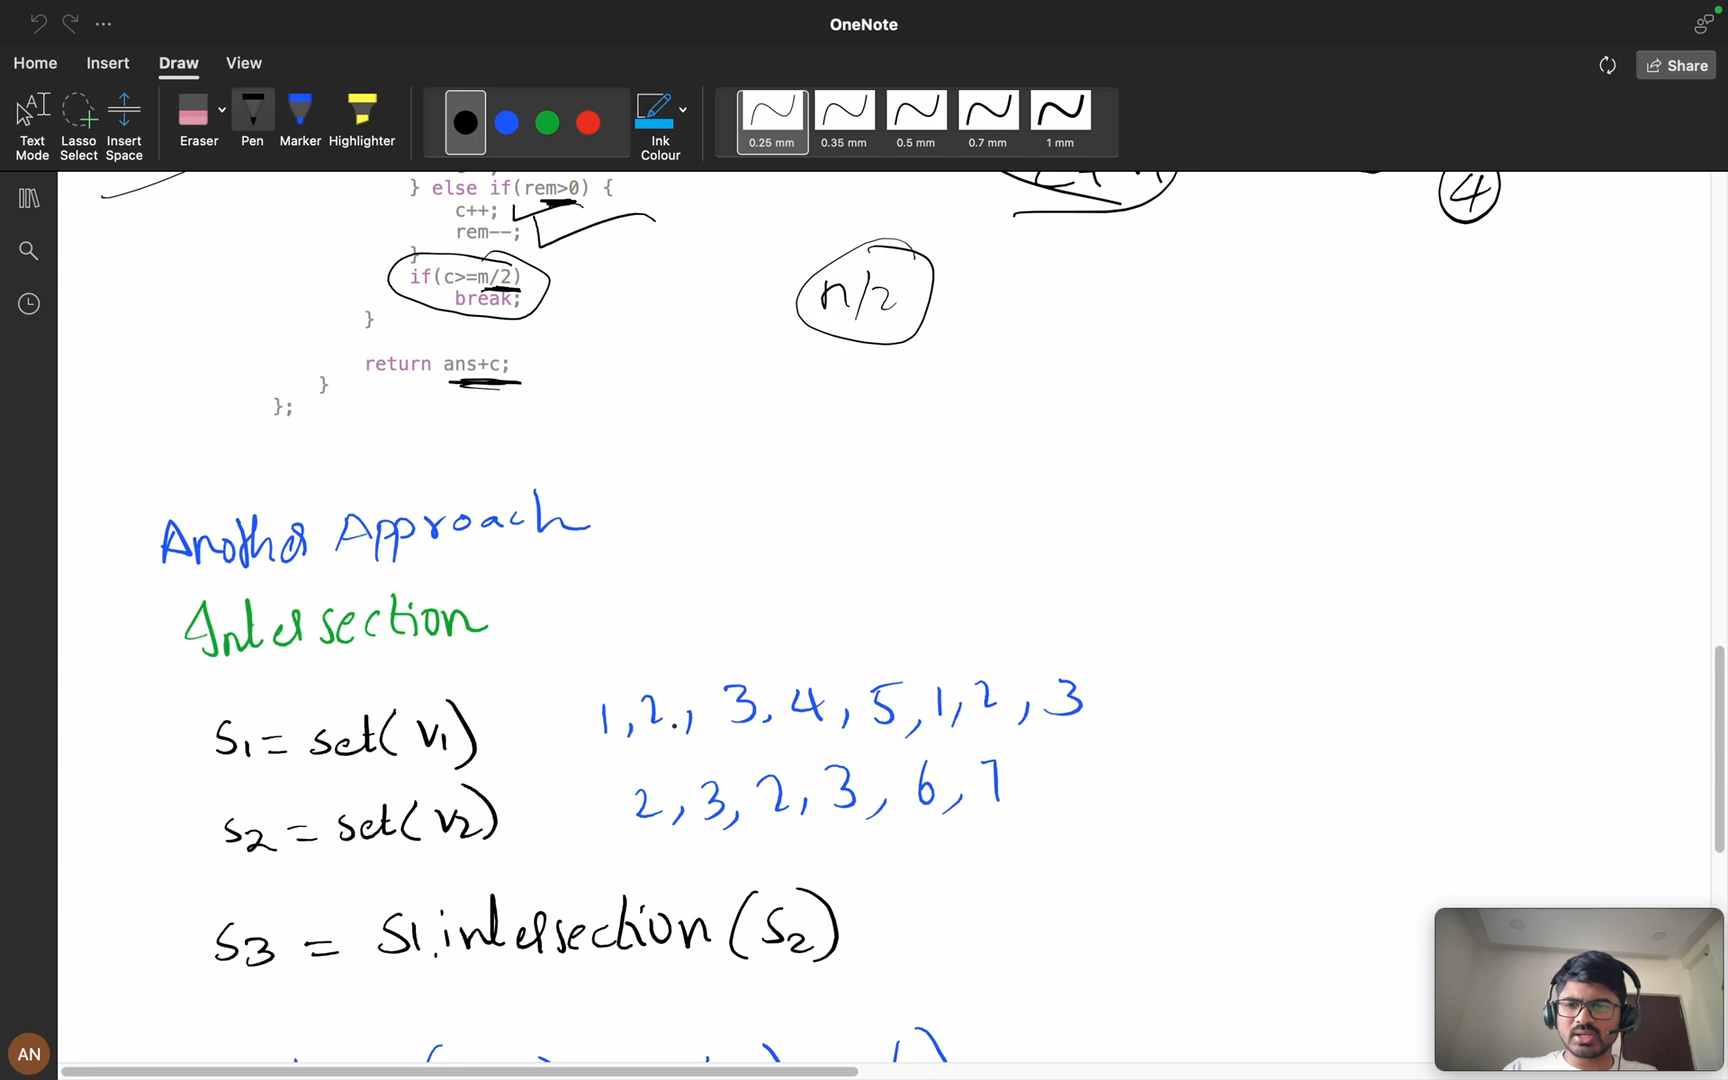 OneNote
Home Insert Draw View
Share
Text Mode
Lasso Select
Insert Space
Eraser
Pen
Marker
Highlighter
Ink Colour
0.25 mm
0.35 mm
0.5 mm
0.7 mm
1 mm
} else if(rem>0) {
c++;
rem--;
}
if(c>=m/2)
break;
}
return ans+c;
}
};
n/2
4
Another Approach
Intersection
S1 = set(V1)
1, 2, 3, 4, 5, 1, 2, 3
S2 = set(V2)
2, 3, 2, 3, 6, 7
S3 = S1.intersection(S2)
AN